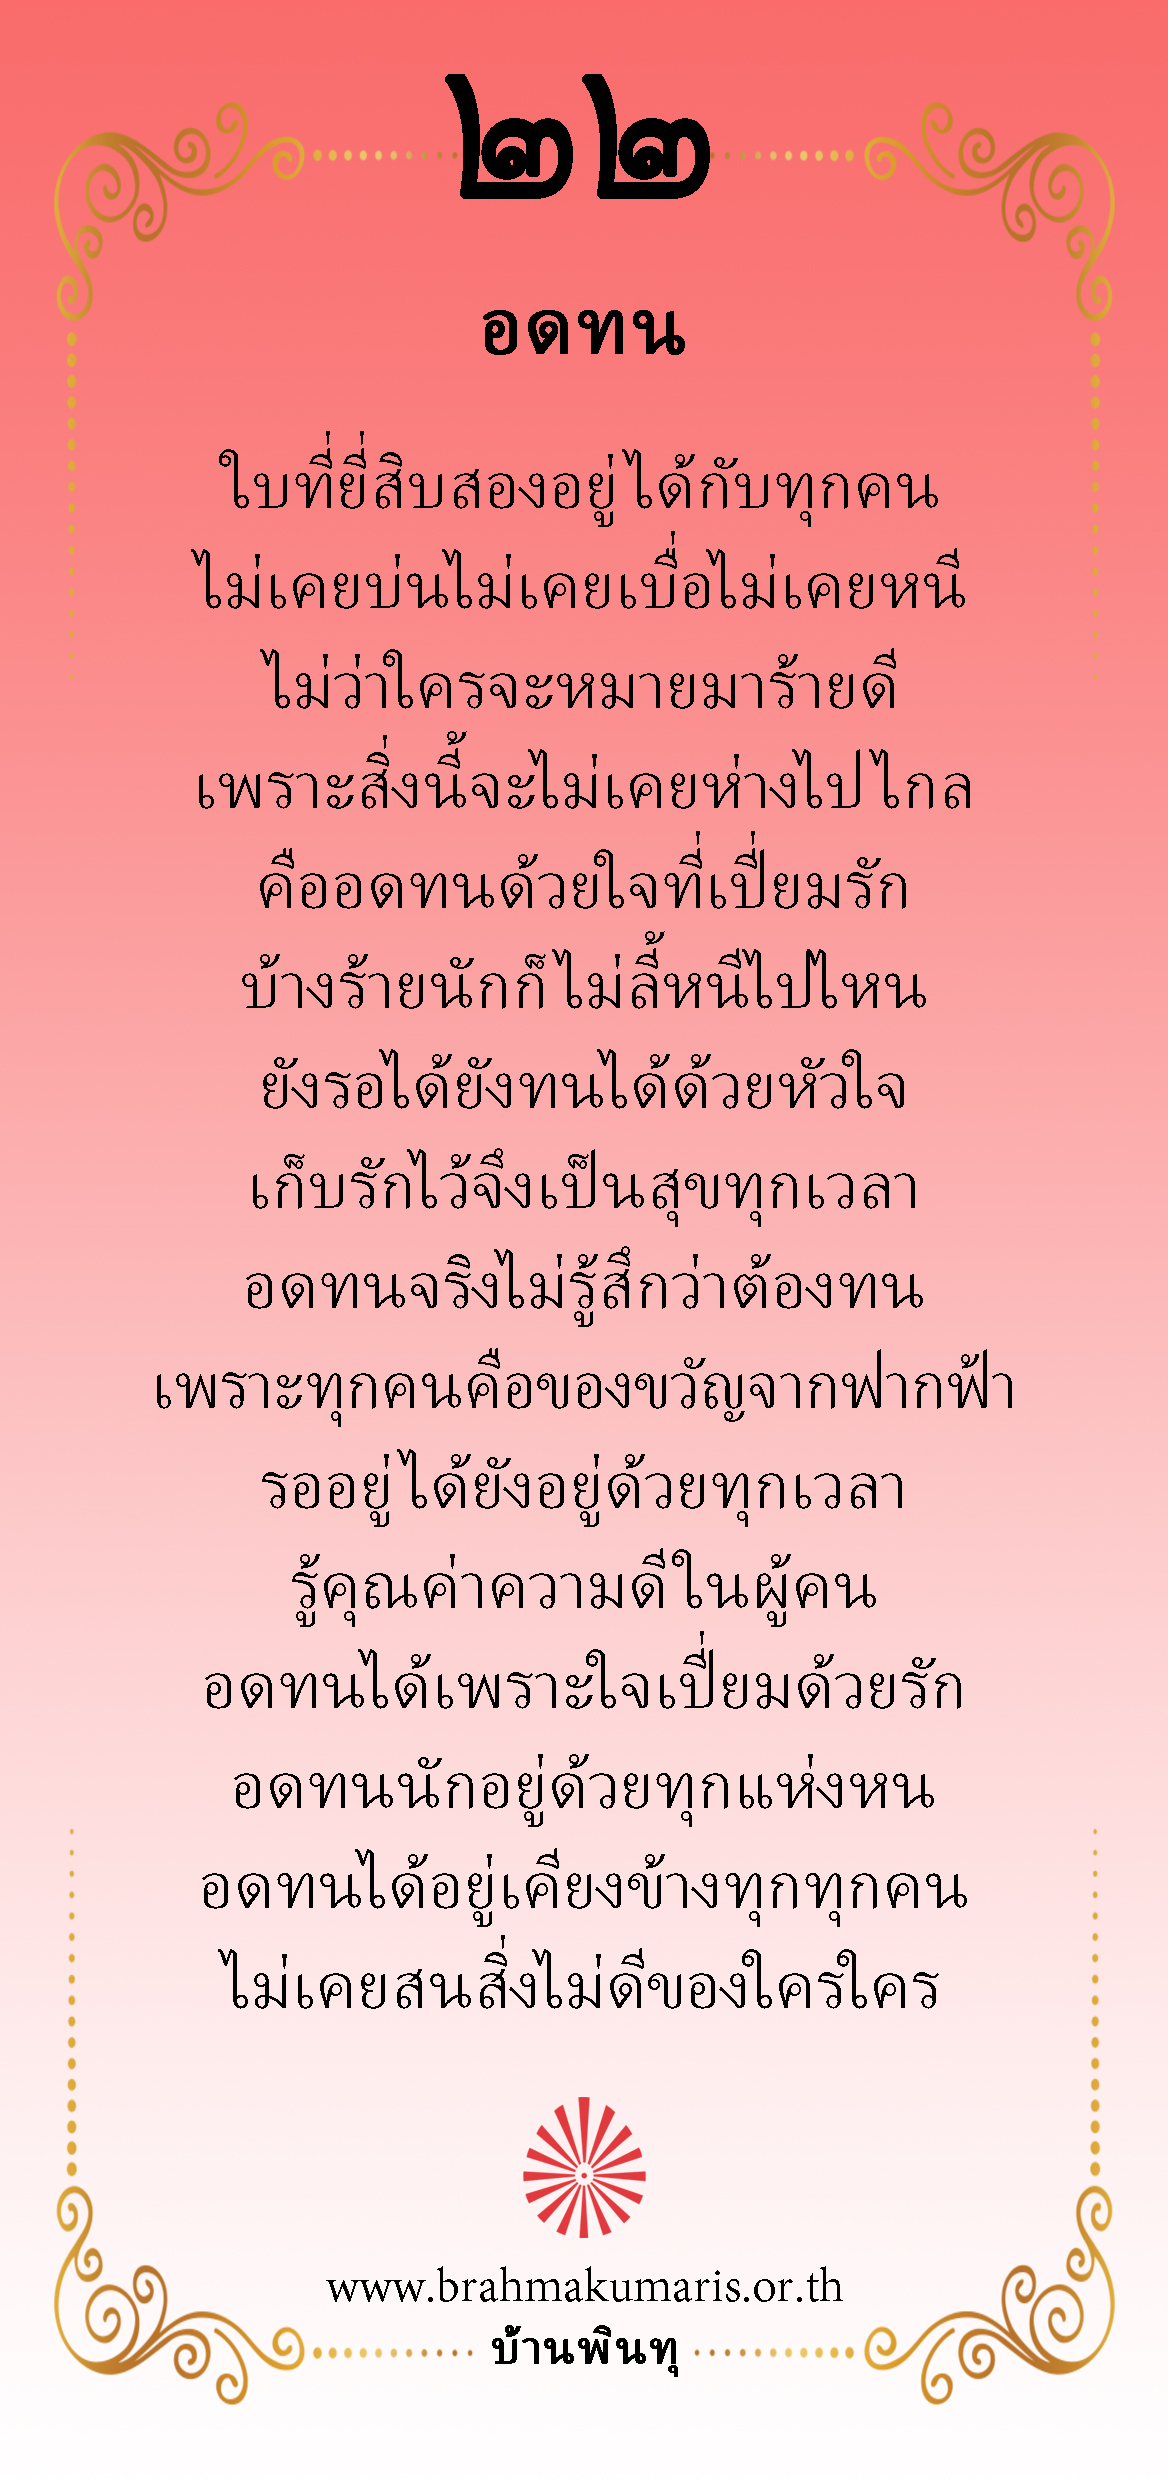 ๒๒
อดทน
ใบที่ยี่สิบสองอยู่ได้กับทุกคน
ไม่เคยบ่นไม่เคยเบื่อไม่เคยหนี
ไม่ว่าใครจะหมายมาร้ายดี
เพราะสิ่งนี้จะไม่เคยห่างไปไกล
คืออดทนด้วยใจที่เปี่ยมรัก
บ้างร้ายนักก็ไม่ลี้หนีไปไหน
ยังรอได้ยังทนได้ด้วยหัวใจ
เก็บรักไว้จึงเป็นสุขทุกเวลา
อดทนจริงไม่รู้สึกว่าต้องทน
เพราะทุกคนคือของขวัญจากฟากฟ้า
รออยู่ได้ยังอยู่ด้วยทุกเวลา
รู้คุณค่าความดีในผู้คน
อดทนได้เพราะใจเปี่ยมด้วยรัก
อดทนนักอยู่ด้วยทุกแห่งหน
อดทนได้อยู่เคียงข้างทุกทุกคน
ไม่เคยสนสิ่งไม่ดีของใครใคร
www.brahmakumaris.or.th
บ้านพินทุ